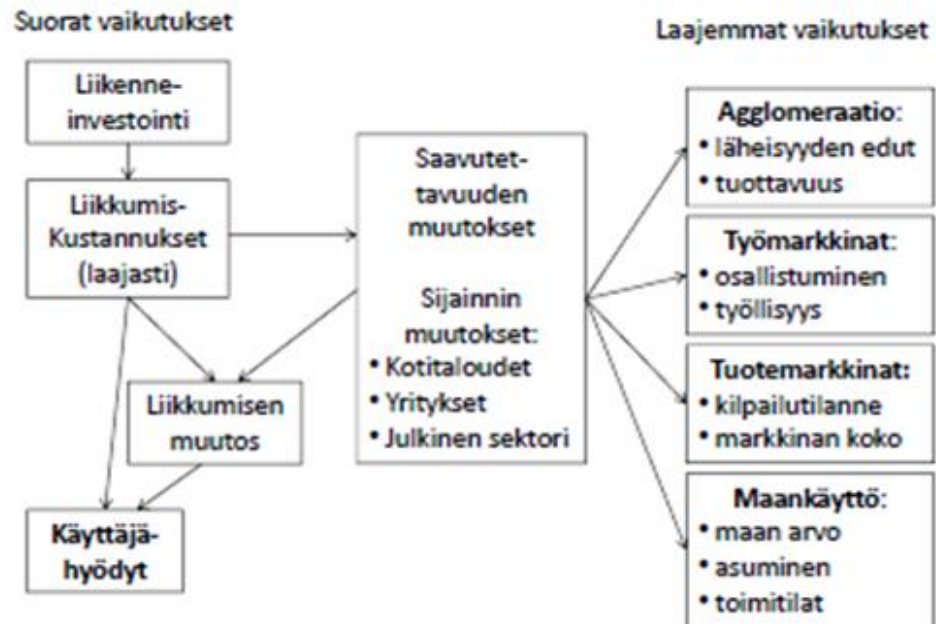 Suorat vaikutukset
Liikenne-
investointi
Liikkumis-
Kustannukset
(laajasti)
Liikkumisen
muutos
Käyttäjä-
hyödyt
Saavutet-
tavuuden
muutokset
Sijainnin
muutokset:
• Kotitaloudet
• Yritykset
• Julkinen sektori
Laajemmat vaikutukset
Agglomeraatio:
• läheisyyden edut
• tuottavuus
Työmarkkinat:
• osallistuminen
• työllisyys
Tuotemarkkinat:
• kilpailutilanne
• markkinan koko
Maankäyttö:
• maan arvo
• asuminen
• toimitilat